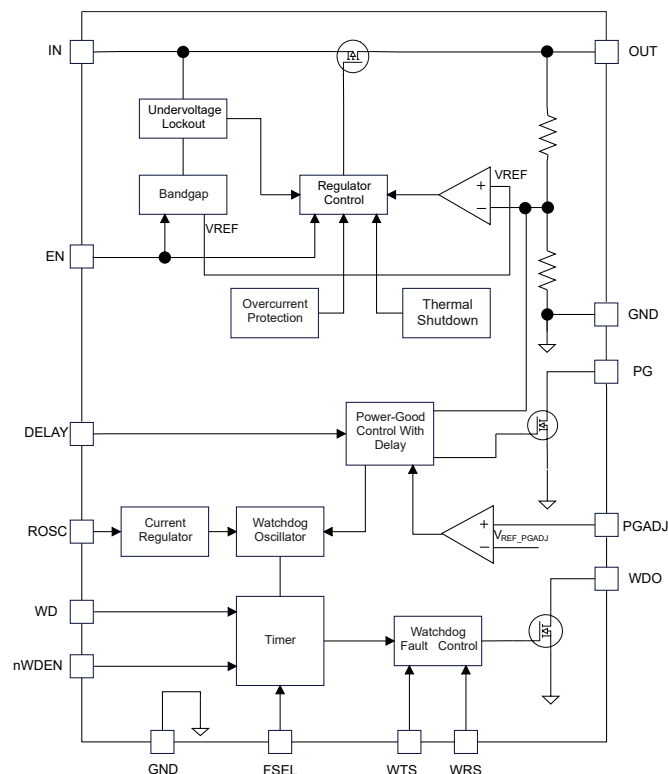 IN
OUT
Undervoltage
Lockout
Bandgap
VREF
Regulator
Control
VREF
+
−
EN
Overcurrent
Protection
Thermal
Shutdown
GND
PG
DELAY
Power-Good
Control With
Delay
ROSC
Current
Regulator
Watchdog
Oscillator
+
−
VREF_PGADJ
PGADJ
WDO
WD
Timer
Watchdog
Fault Control
nWDEN
GND
FSEL
WTS
WRS